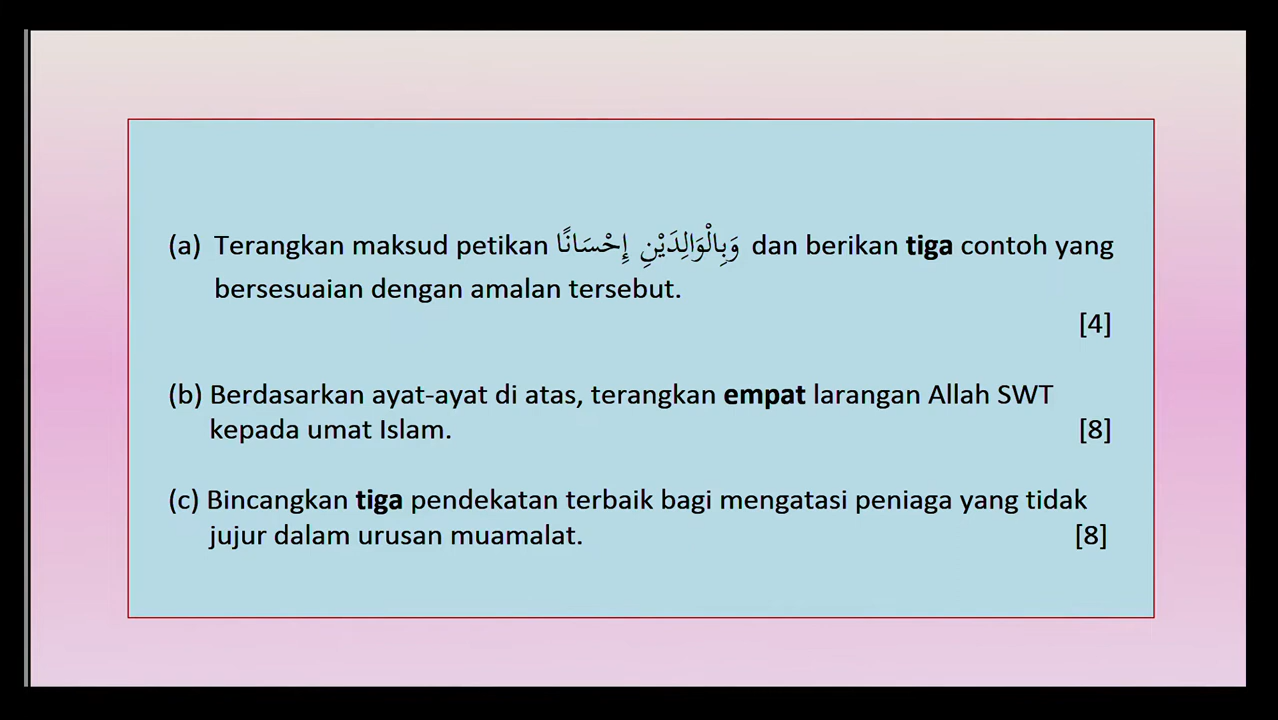 (a) Terangkan maksud petikan وَبِالْوَالِدَيْنِ إِحْسَانًا dan berikan tiga contoh yang
bersesuaian dengan amalan tersebut.
[4]
(b) Berdasarkan ayat-ayat di atas, terangkan empat larangan Allah SWT
kepada umat Islam. [8]
(c) Bincangkan tiga pendekatan terbaik bagi mengatasi peniaga yang tidak
jujur dalam urusan muamalat. [8]